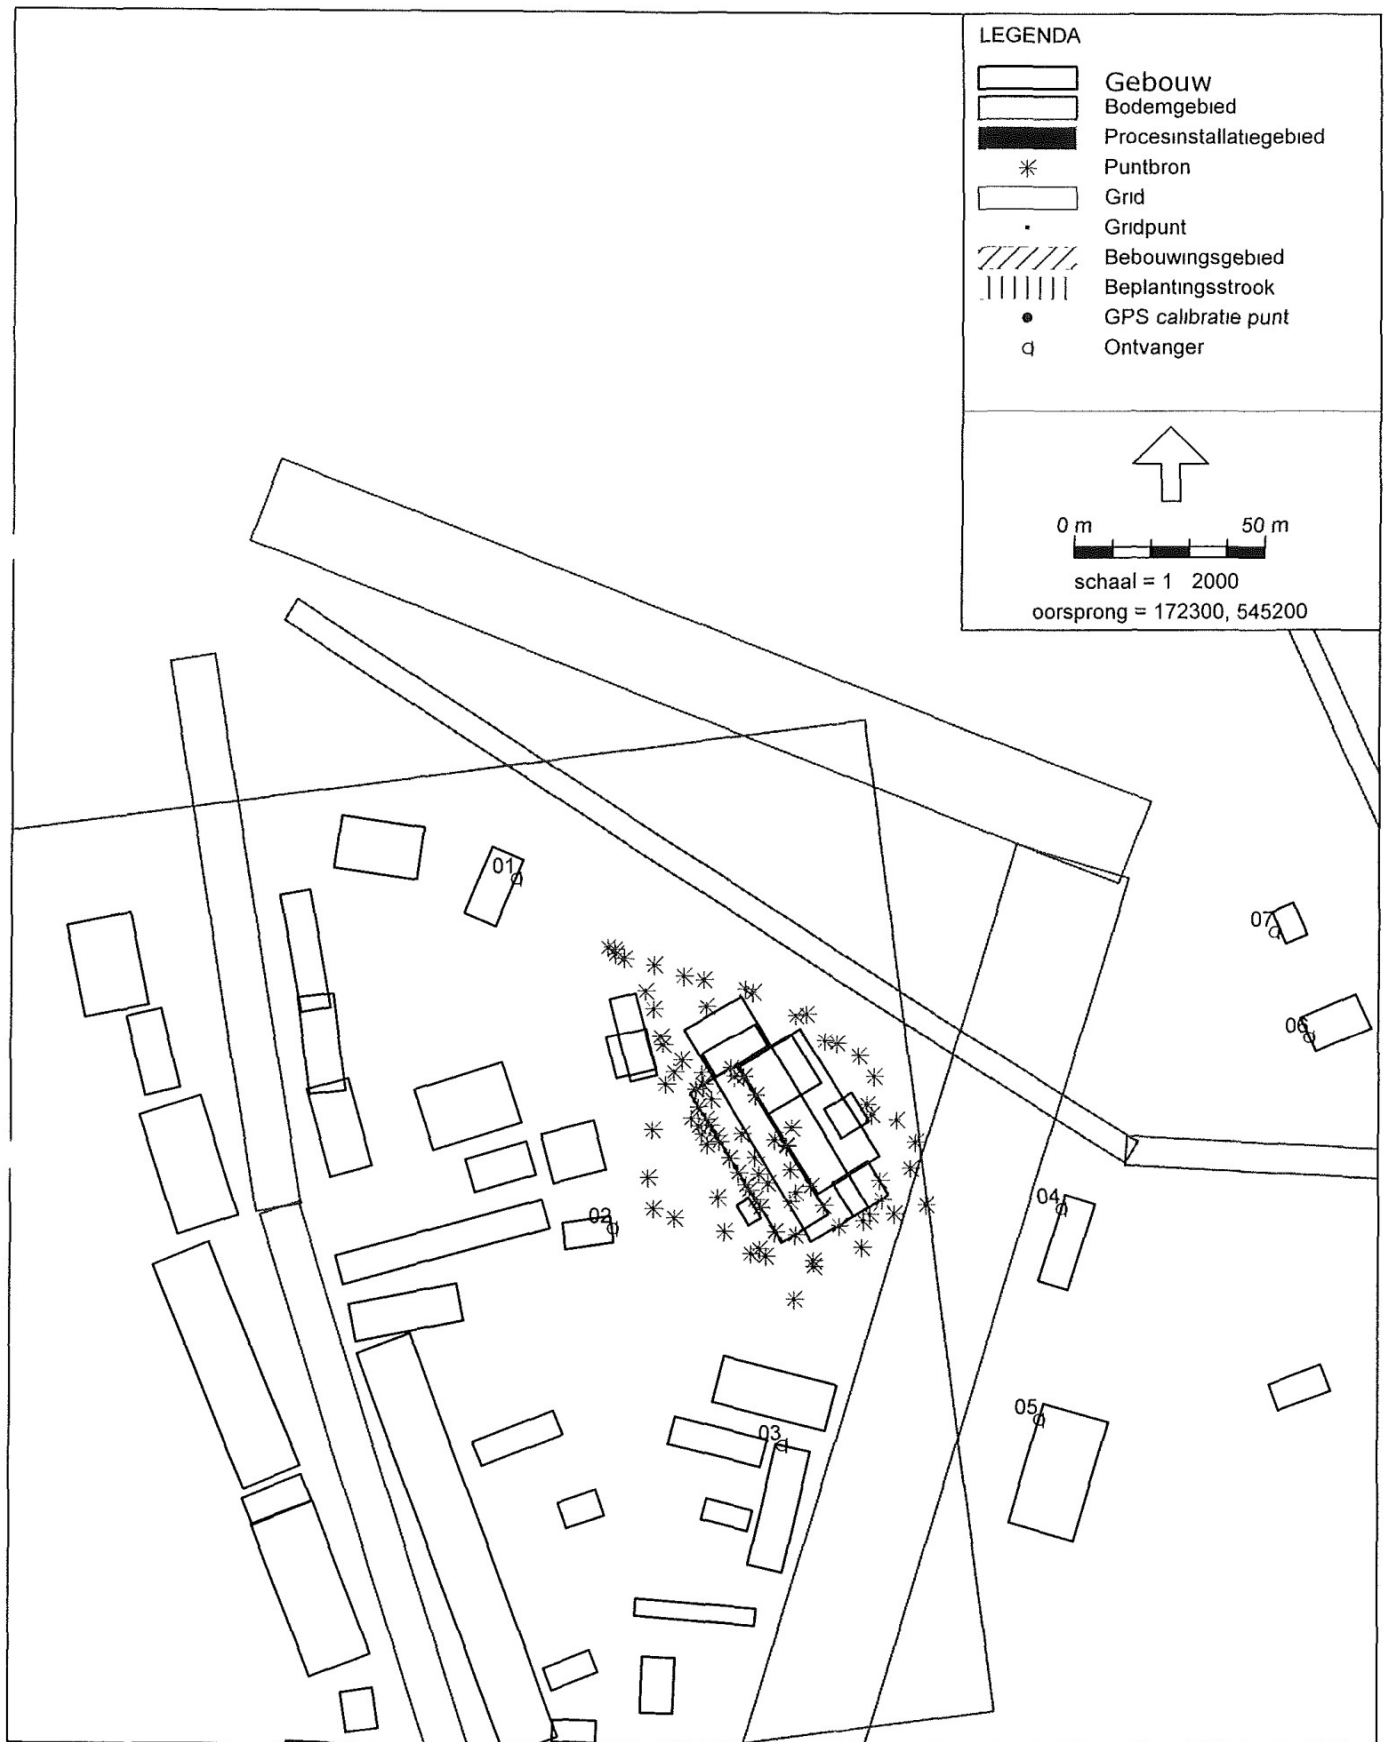 LEGENDA
Gebouw
Bodemgebied
Procesinstallatiegebied
Puntbron
Grid
Gridpunt
Bebouwingsgebied
Beplantingsstrook
GPS calibratie punt
Ontvanger
0 m 50 m
schaal = 1 2000
oorsprong = 172300, 545200
01
07
06
04
02
05
03